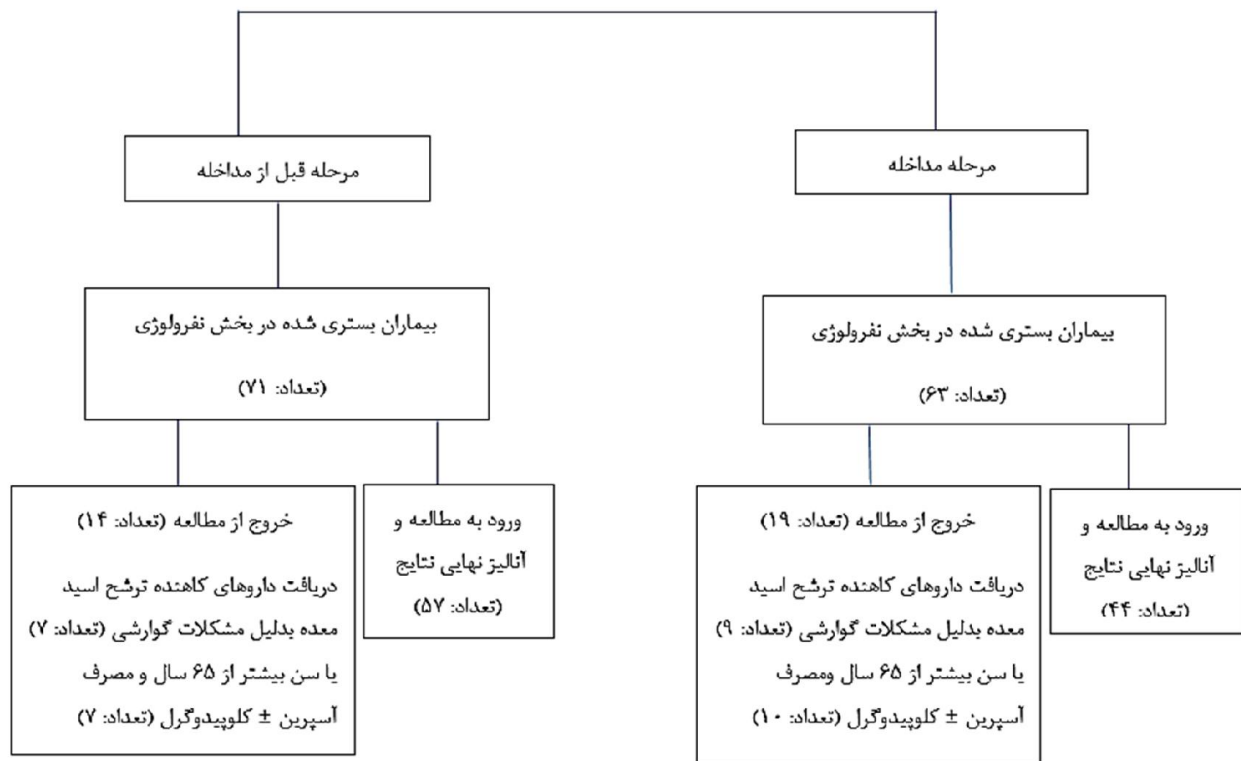 مرحله مداخله
بیماران بستری شده در بخش نفرولوژی
(تعداد: ۶۳)
خروج از مطالعه (تعداد: ۱۹)
دریافت داروهای کاهنده ترشح اسید
معده بدلیل مشکلات گوارشی (تعداد: ۹)
یا سن بیشتر از ۶۵ سال ومصرف
آسپرین ± کلوپیدوگرل (تعداد: ۱۰)
ورود به مطالعه و
آنالیز نهایی نتایج
(تعداد: ۴۴)
مرحله قبل از مداخله
بیماران بستری شده در بخش نفرولوژی
(تعداد: ۷۱)
خروج از مطالعه (تعداد: ۱۴)
دریافت داروهای کاهنده ترشح اسید
معده بدلیل مشکلات گوارشی (تعداد: ۷)
یا سن بیشتر از ۶۵ سال و مصرف
آسپرین ± کلوپیدوگرل (تعداد: ۷)
ورود به مطالعه و
آنالیز نهایی نتایج
(تعداد: ۵۷)